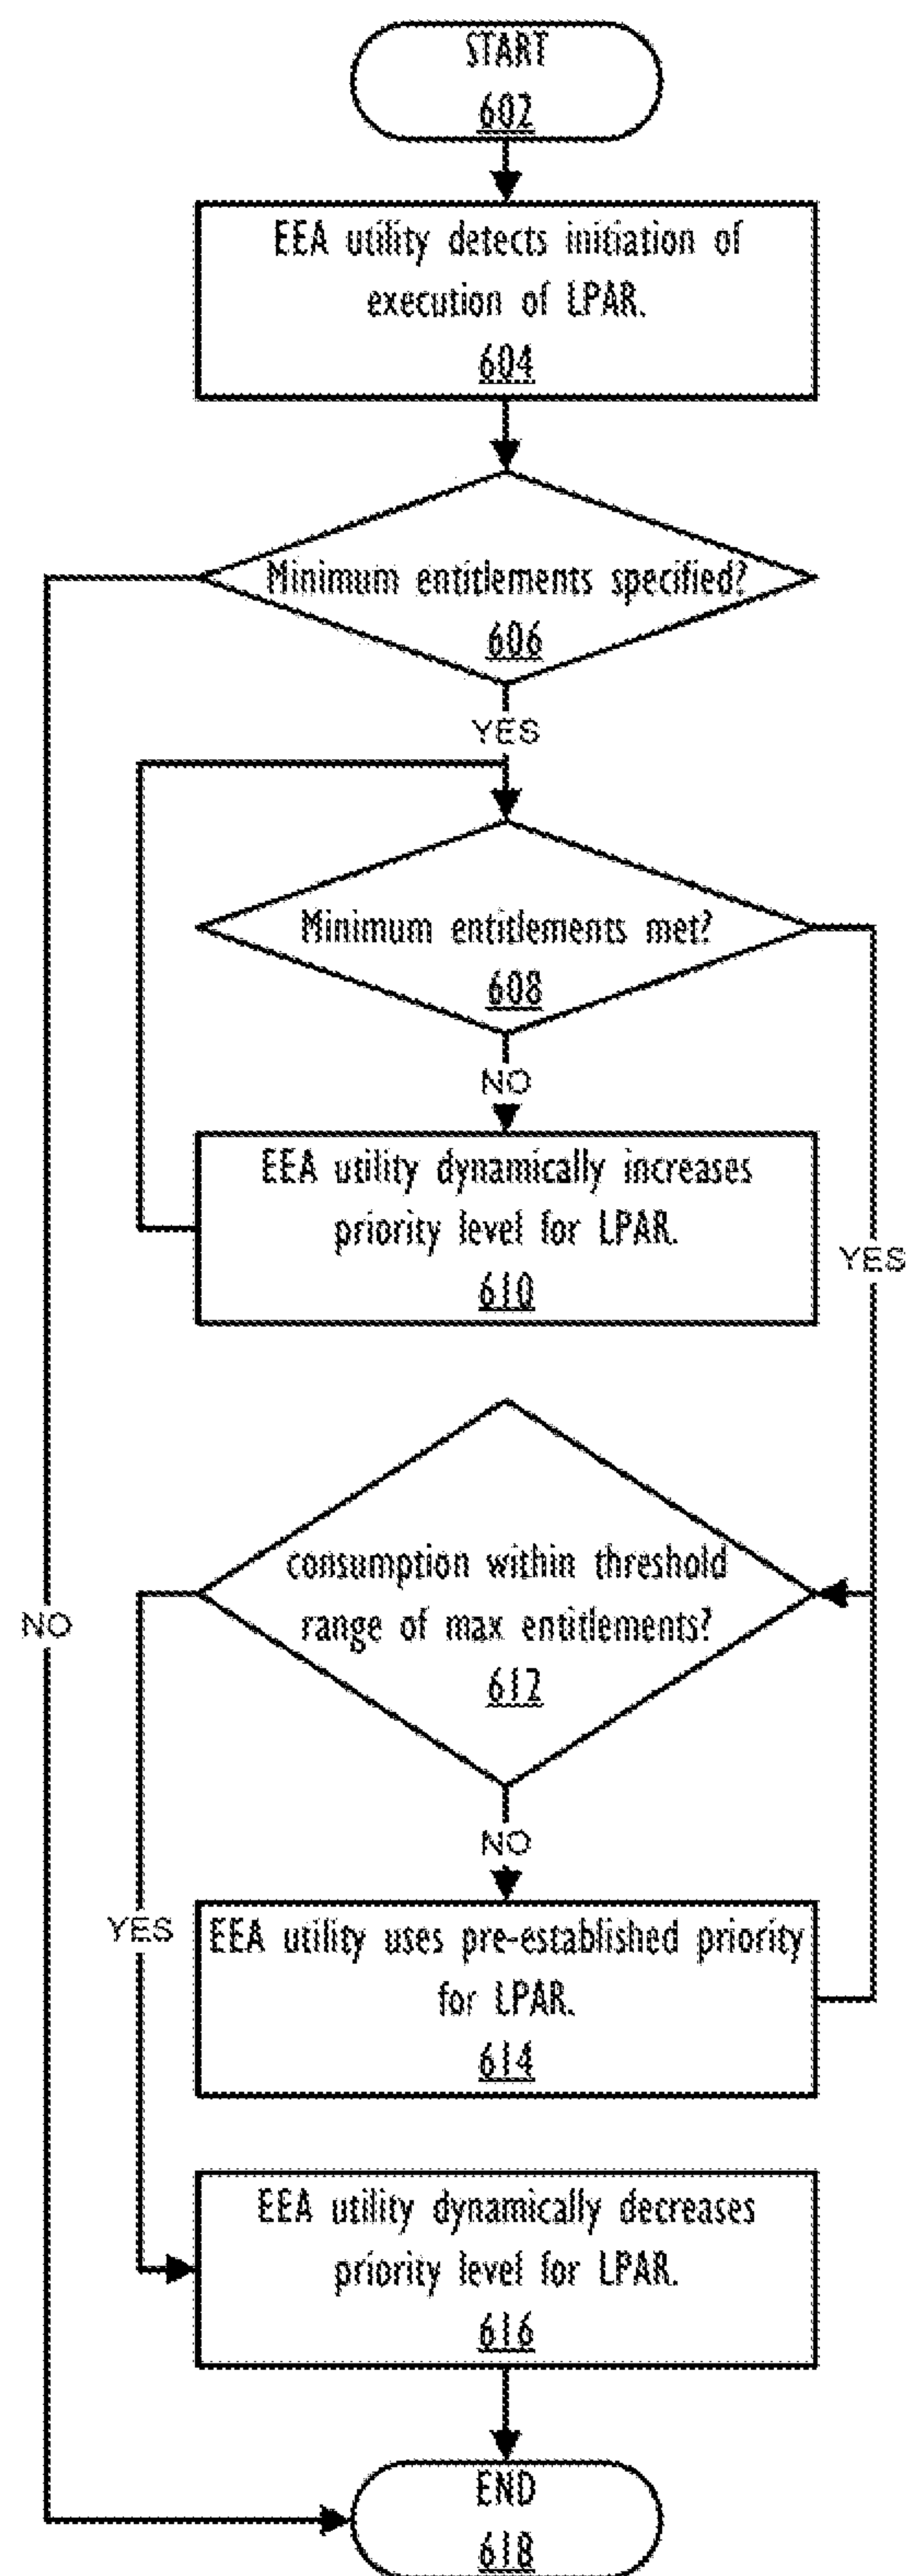 START
602
EEA utility detects initiation of
execution of LPAR.
604
Minimum entitlements specified?
606
YES
Minimum entitlements met?
608
NO
EEA utility dynamically increases
priority level for LPAR.
610
YES
consumption within threshold
range of max entitlements?
612
NO
NO
YES
EEA utility uses pre-established priority
for LPAR.
614
EEA utility dynamically decreases
priority level for LPAR.
616
END
618